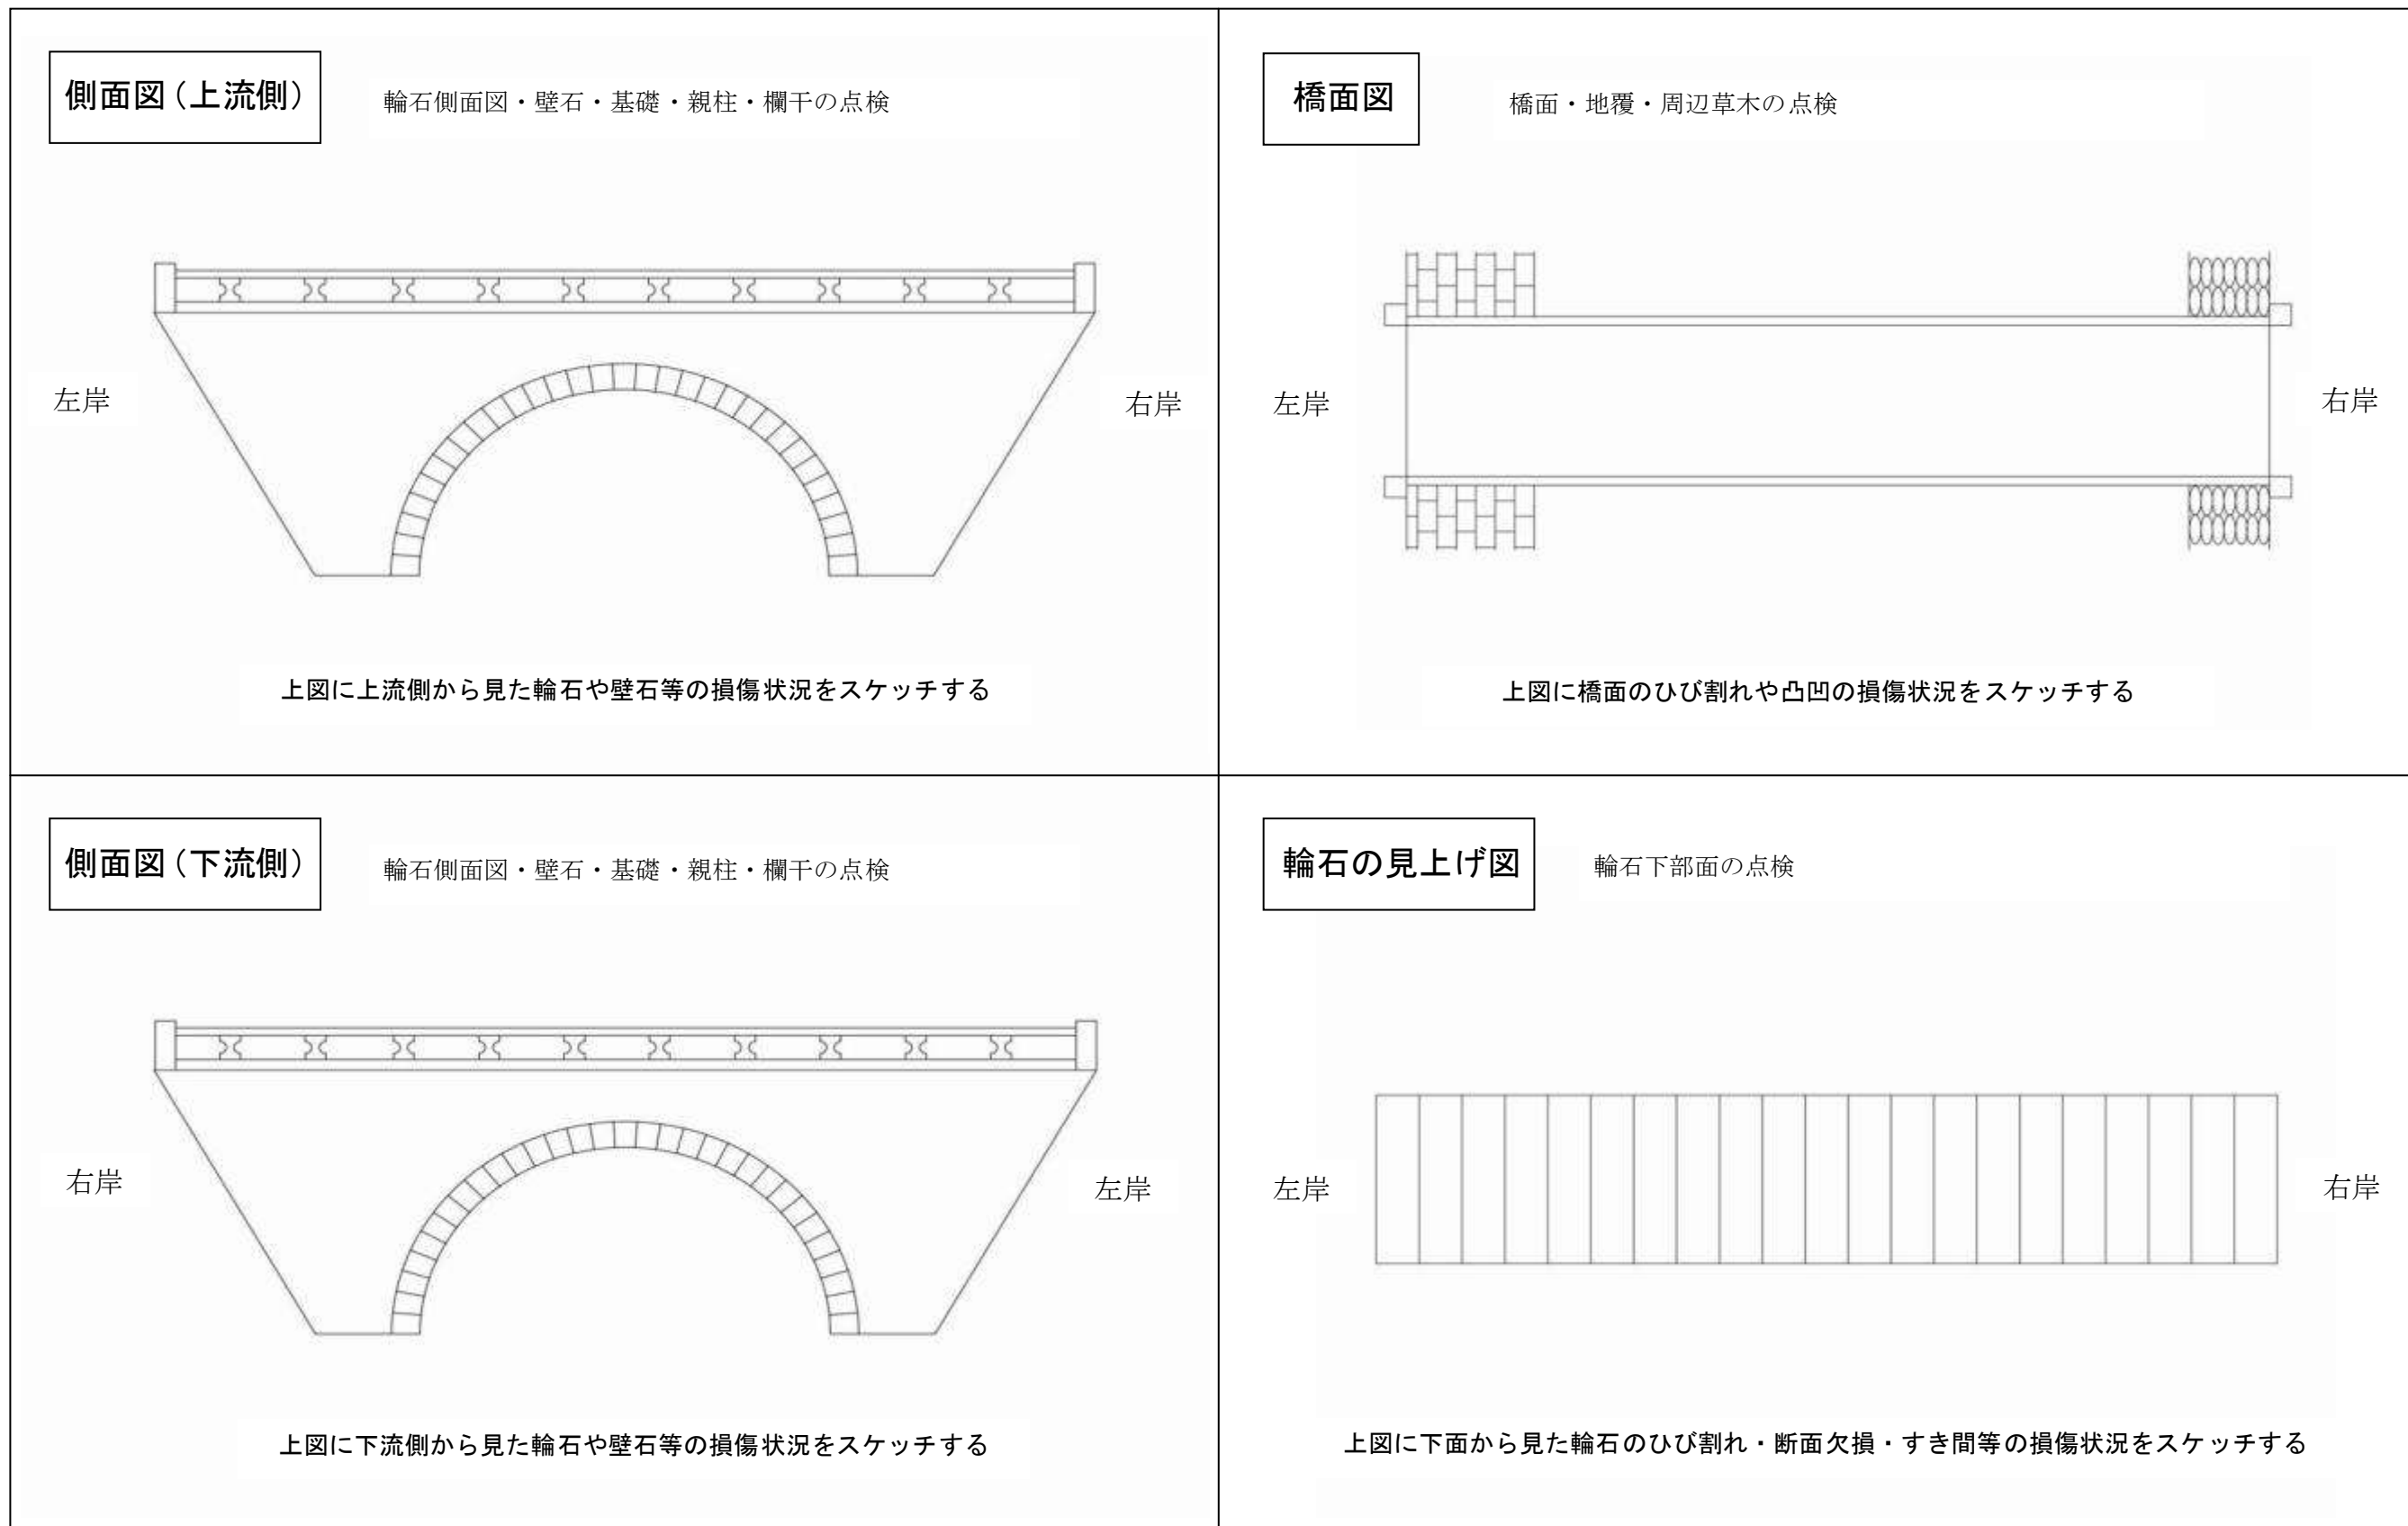 側面図(上流側)
輪石側面図・壁石・基礎・親柱・欄干の点検
左岸
右岸
上図に上流側から見た輪石や壁石等の損傷状況をスケッチする
橋面図
橋面・地覆・周辺草木の点検
左岸
右岸
上図に橋面のひび割れや凸凹の損傷状況をスケッチする
側面図(下流側)
輪石側面図・壁石・基礎・親柱・欄干の点検
右岸
左岸
上図に下流側から見た輪石や壁石等の損傷状況をスケッチする
輪石の見上げ図
輪石下部面の点検
左岸
右岸
上図に下面から見た輪石のひび割れ・断面欠損・すき間等の損傷状況をスケッチする